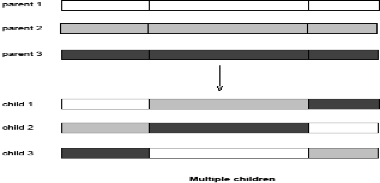 parent 1
parent 2
parent 3
child 1
child 2
child 3
Multiple children